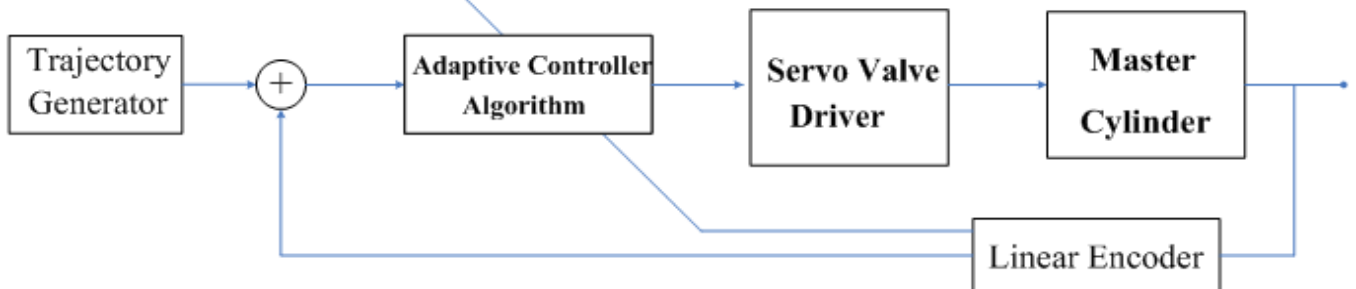 Trajectory
Generator
+
Adaptive Controller
Algorithm
Servo Valve
Driver
Master
Cylinder
Linear Encoder